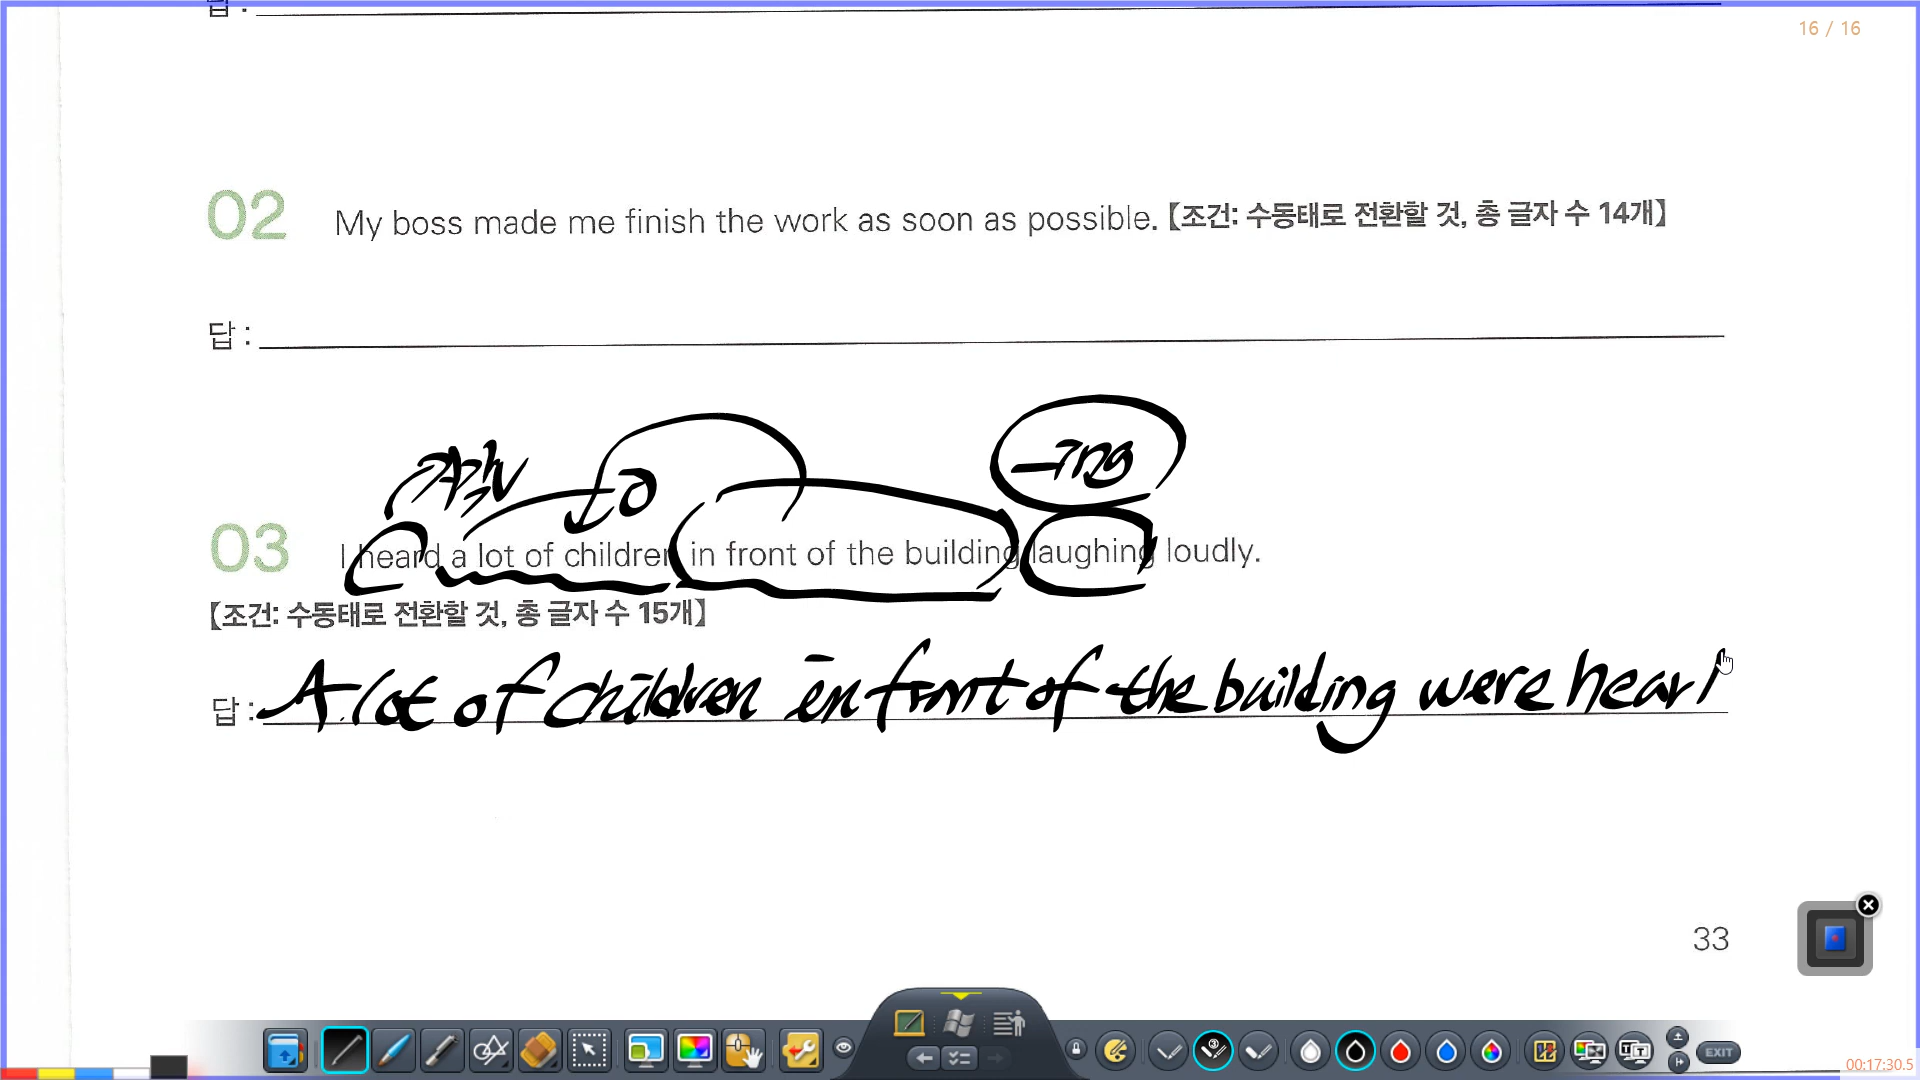 답 :
16 / 16
02 My boss made me finish the work as soon as possible.【조건: 수동태로 전환할 것, 총 글자 수 14개】
답 :
-ing
03 I heard a lot of children in front of the building laughing loudly.
【조건: 수동태로 전환할 것, 총 글자 수 15개】
답 : A lot of children in front of the building were hear
33
EXIT
00:17:30.5